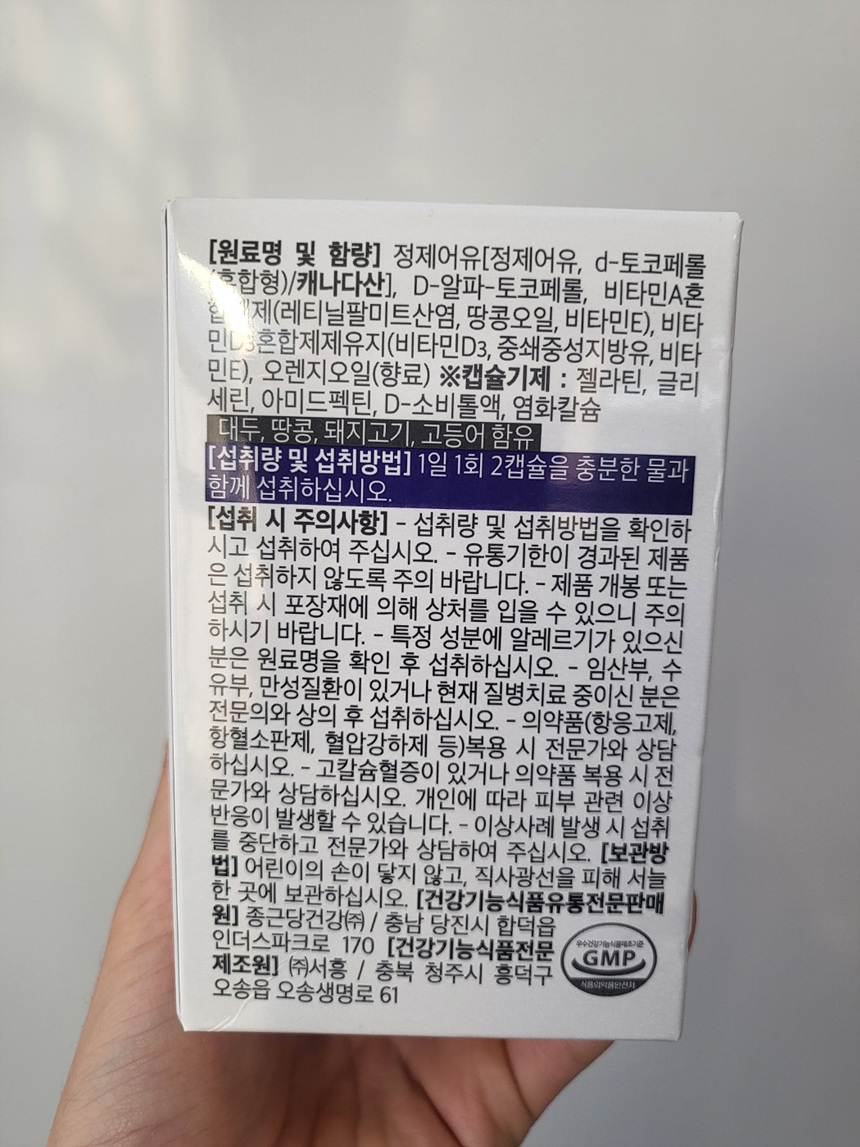 [원료명 및 함량] 정제어유[정제어유, d-토코페롤
(혼합형)/캐나다산], D-알파-토코페롤, 비타민A혼
합제제(레티닐팔미트산염, 땅콩오일, 비타민E), 비타
민D3혼합제제유지(비타민D3, 중쇄중성지방유, 비타
민E), 오렌지오일(향료) ※캡슐기제 : 젤라틴, 글리
세린, 아미드펙틴, D-소비톨액, 염화칼슘
대두, 땅콩, 돼지고기, 고등어 함유
[섭취량 및 섭취방법] 1일 1회 2캡슐을 충분한 물과
함께 섭취하십시오.
[섭취 시 주의사항] - 섭취량 및 섭취방법을 확인하
시고 섭취하여 주십시오. - 유통기한이 경과된 제품
은 섭취하지 않도록 주의 바랍니다. - 제품 개봉 또는
섭취 시 포장재에 의해 상처를 입을 수 있으니 주의
하시기 바랍니다. - 특정 성분에 알레르기가 있으신
분은 원료명을 확인 후 섭취하십시오. - 임산부, 수
유부, 만성질환이 있거나 현재 질병치료 중이신 분은
전문의와 상의 후 섭취하십시오. - 의약품(항응고제,
항혈소판제, 혈압강하제 등)복용 시 전문가와 상담
하십시오. - 고칼슘혈증이 있거나 의약품 복용 시 전
문가와 상담하십시오. 개인에 따라 피부 관련 이상
반응이 발생할 수 있습니다. - 이상사례 발생 시 섭취
를 중단하고 전문가와 상담하여 주십시오. [보관방
법] 어린이의 손이 닿지 않고, 직사광선을 피해 서늘
한 곳에 보관하십시오. [건강기능식품유통전문판매
원] 종근당건강㈜ / 충남 당진시 합덕읍
인더스파크로 170 [건강기능식품전문
제조원] ㈜서흥 / 충북 청주시 흥덕구
오송읍 오송생명로 61
우수건강기능식품제조기준
GMP
식품의약품안전처